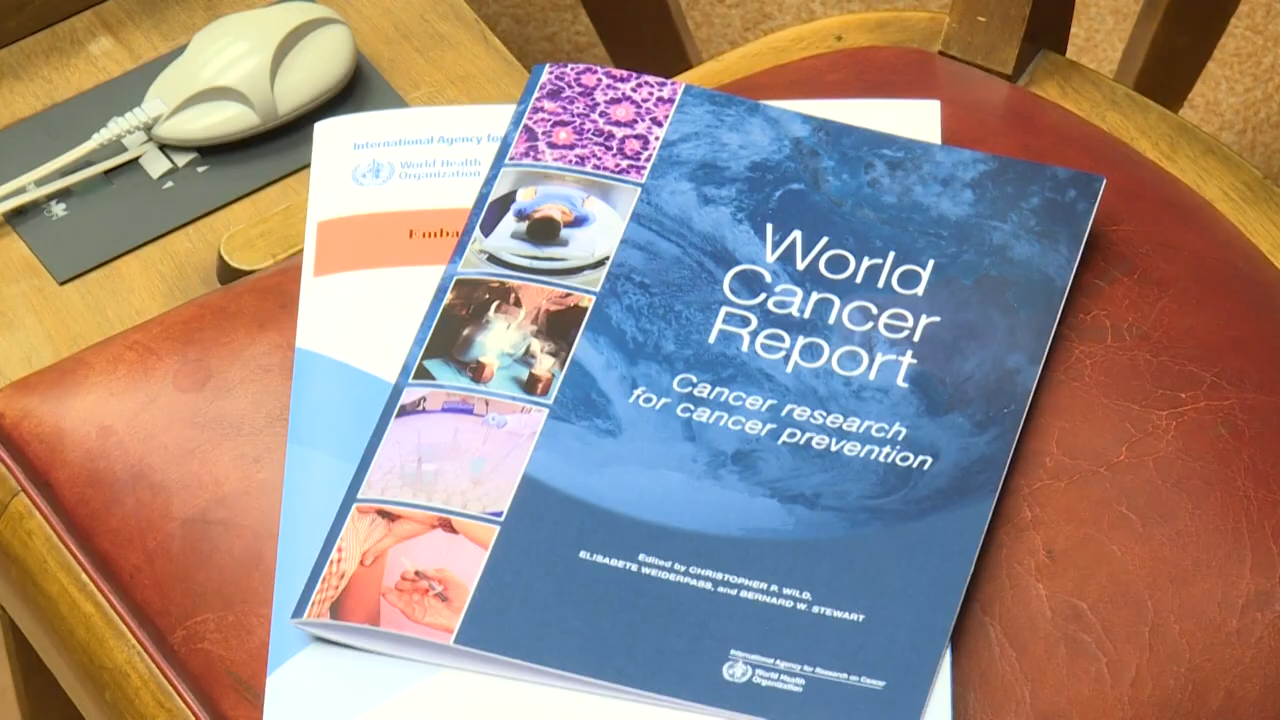 International Agency for
World Health
Organization
Emba
World
Cancer
Report
Cancer research
for cancer prevention
Edited by CHRISTOPHER P. WILD,
ELISABETE WEIDERPASS, and BERNARD W. STEWART
International Agency for Research on Cancer
World Health
Organization